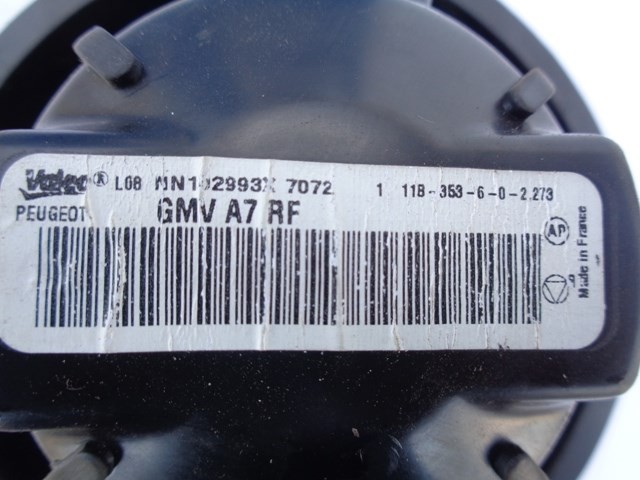 Valeo® L08 NN102993X 7072 1 11B-353-6-0-2.273
PEUGEOT GMV A7 RF
AP
Made in France